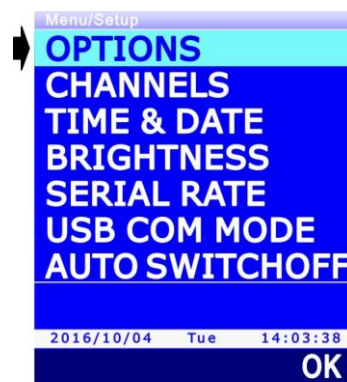 Menu/Setup
OPTIONS
CHANNELS
TIME & DATE
BRIGHTNESS
SERIAL RATE
USB COM MODE
AUTO SWITCHOFF
2016/10/04 Tue 14:03:38
OK